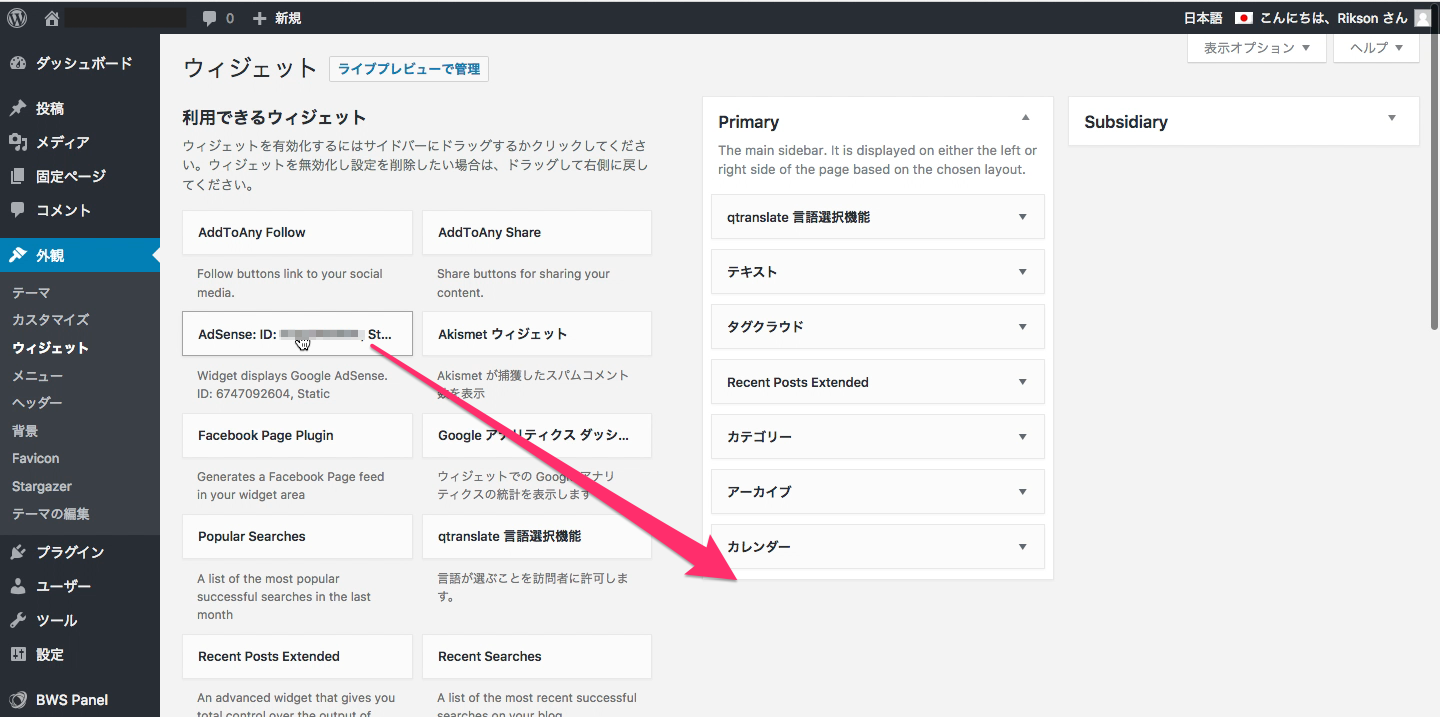 0
新規
日本語
こんにちは、Rikson さん
ダッシュボード
投稿
メディア
固定ページ
コメント
外観
テーマ
カスタマイズ
ウィジェット
メニュー
ヘッダー
背景
Favicon
Stargazer
テーマの編集
プラグイン
ユーザー
ツール
設定
BWS Panel
表示オプション
ヘルプ
ウィジェット
ライブプレビューで管理
利用できるウィジェット
ウィジェットを有効化するにはサイドバーにドラッグするかクリックしてくださ
い。ウィジェットを無効化し設定を削除したい場合は、ドラッグして右側に戻し
てください。
AddToAny Follow
Follow buttons link to your social
media.
AddToAny Share
Share buttons for sharing your
content.
AdSense: ID: St...
Widget displays Google AdSense.
ID: 6747092604, Static
Akismet ウィジェット
Akismet が捕獲したスパムコメント
数を表示
Facebook Page Plugin
Generates a Facebook Page feed
in your widget area
Google アナリティクス ダッシ...
ウィジェットでの Google アナリ
ティクスの統計を表示します
Popular Searches
A list of the most popular
successful searches in the last
month
qtranslate 言語選択機能
言語が選ぶことを訪問者に許可しま
す。
Recent Posts Extended
An advanced widget that gives you
total control over the output of
Recent Searches
A list of the most recent successful
searches on your blog
Primary
The main sidebar. It is displayed on either the left or
right side of the page based on the chosen layout.
qtranslate 言語選択機能
テキスト
タグクラウド
Recent Posts Extended
カテゴリー
アーカイブ
カレンダー
Subsidiary